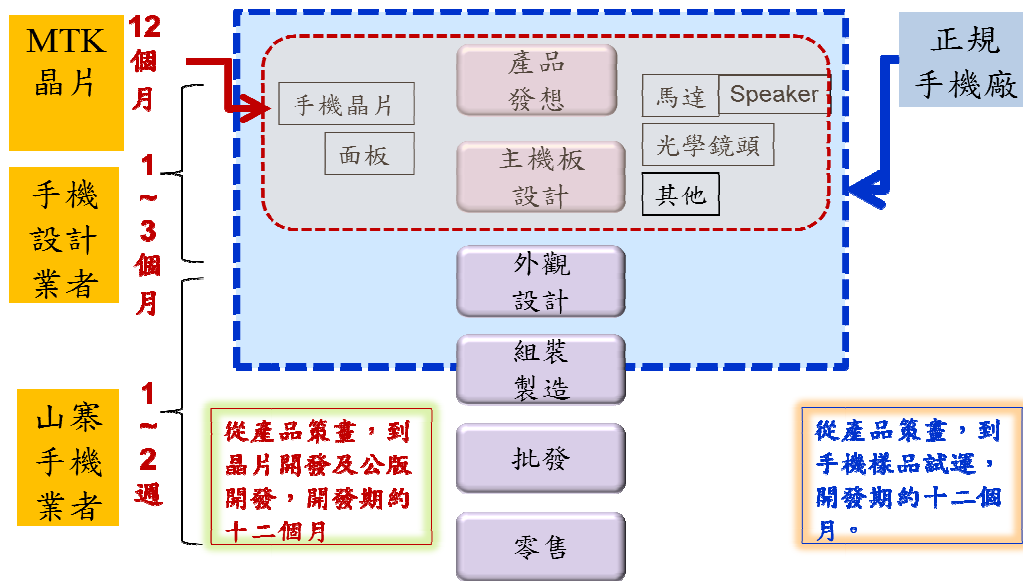 MTK
晶片
12
個
月
手機
設計
業者
1
~
3
個
月
山寨
手機
業者
1
~
2
週
產品
發想
手機晶片
面板
主機板
設計
馬達
Speaker
光學鏡頭
其他
外觀
設計
組裝
製造
批發
零售
正規
手機廠
從產品策畫，到
晶片開發及公版
開發，開發期約
十二個月
從產品策畫，到
手機樣品試運，
開發期約十二個
月。